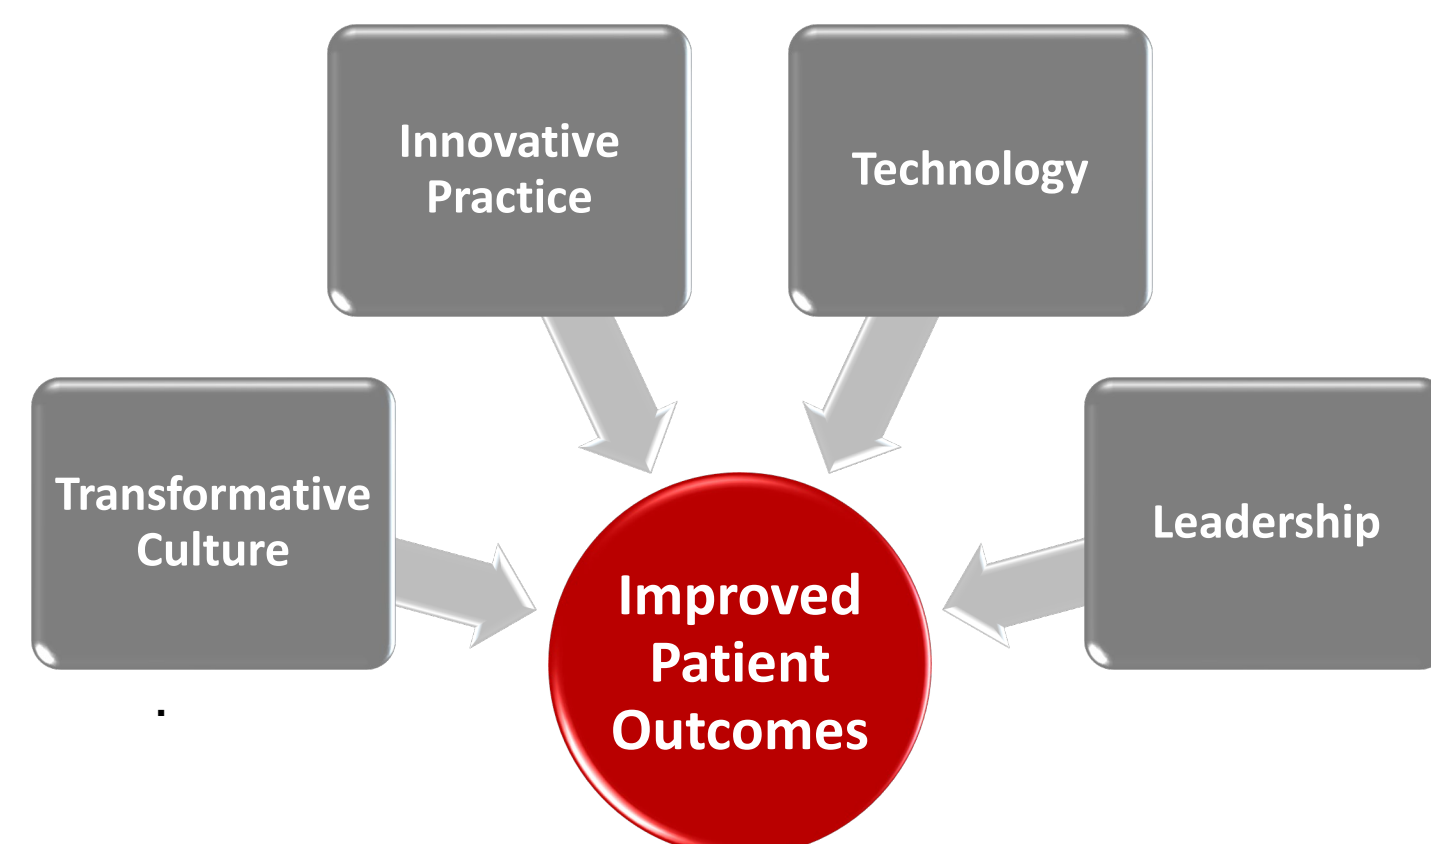 Innovative
Practice
Technology
Transformative
Culture
Leadership
Improved
Patient
Outcomes
.